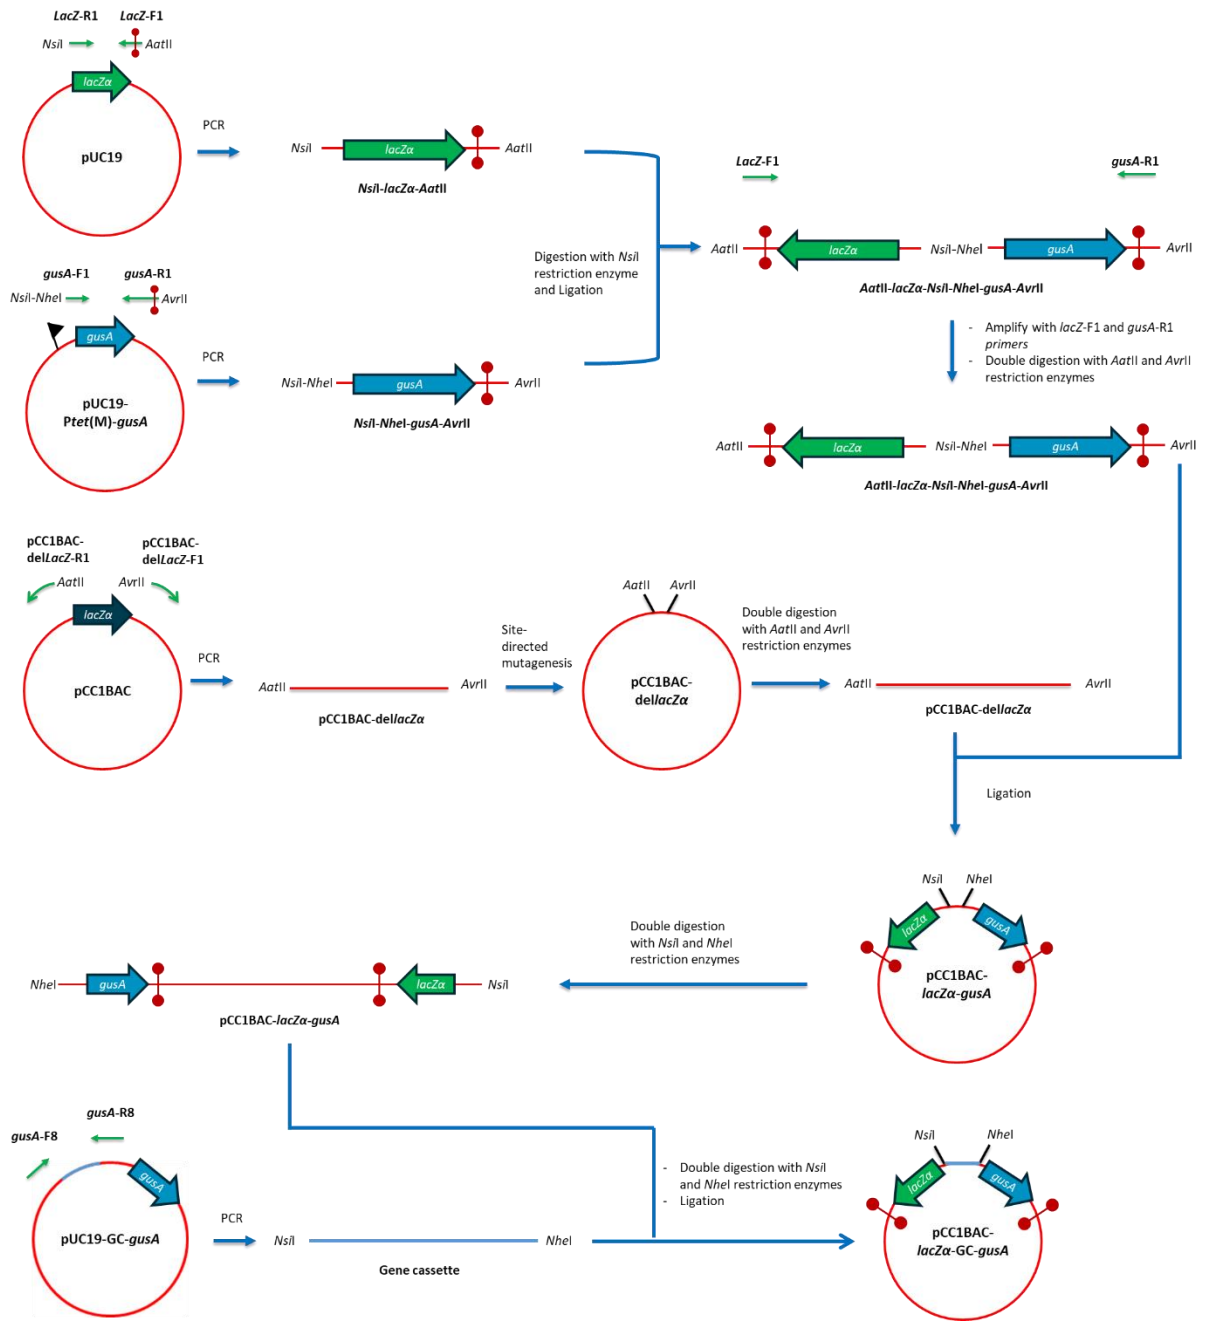 LacZ-R1 LacZ-F1
NsiI AatII
lacZα
pUC19
PCR
NsiI lacZα AatII
NsiI-lacZα-AatII
gusA-F1 gusA-R1
NsiI-NheI AvrII
gusA
pUC19-
Ptet(M)-gusA
PCR
NsiI-NheI gusA AvrII
NsiI-NheI-gusA-AvrII
Digestion with NsiI
restriction enzyme
and Ligation
LacZ-F1 gusA-R1
AatII lacZα NsiI-NheI gusA AvrII
AatII-lacZα-NsiI-NheI-gusA-AvrII
- Amplify with lacZ-F1 and gusA-R1
primers
- Double digestion with AatII and AvrII
restriction enzymes
AatII lacZα NsiI-NheI gusA AvrII
AatII-lacZα-NsiI-NheI-gusA-AvrII
pCC1BAC-
delLacZ-R1
pCC1BAC-
delLacZ-F1
AatII AvrII
lacZα
pCC1BAC
PCR
AatII AvrII
pCC1BAC-dellacZα
Site-
directed
mutagenesis
AatII AvrII
pCC1BAC-
dellacZα
Double digestion
with AatII and AvrII
restriction enzymes
AatII AvrII
pCC1BAC-dellacZα
Ligation
NsiI NheI
lacZα gusA
pCC1BAC-
lacZα-gusA
Double digestion
with NsiI and NheI
restriction enzymes
NheI gusA lacZα NsiI
pCC1BAC-lacZα-gusA
gusA-R8
gusA-F8
gusA
pUC19-GC-gusA
PCR
NsiI NheI
Gene cassette
- Double digestion with NsiI
and NheI restriction enzymes
- Ligation
NsiI NheI
lacZα gusA
pCC1BAC-
lacZα-GC-gusA